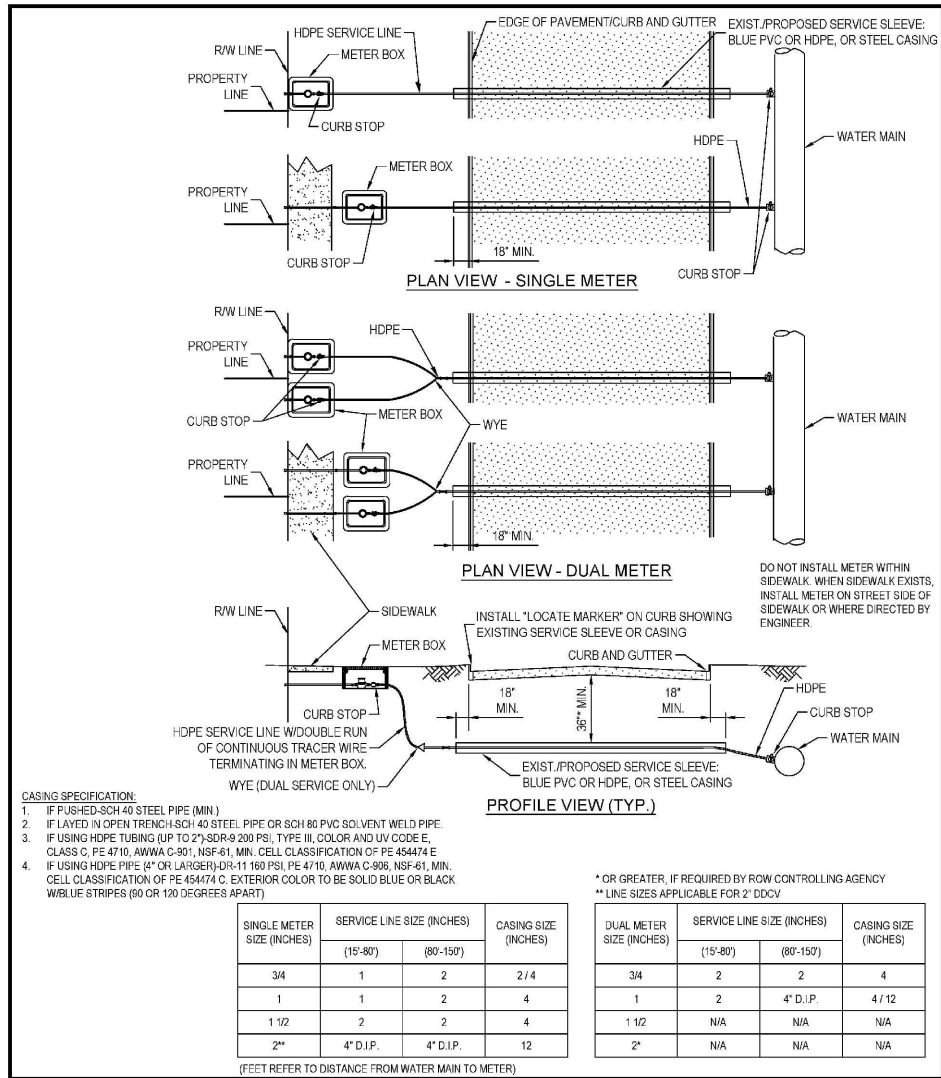 EDGE OF PAVEMENT/CURB AND GUTTER
EXIST./PROPOSED SERVICE SLEEVE:
BLUE PVC OR HDPE, OR STEEL CASING
HDPE SERVICE LINE
R/W LINE
METER BOX
PROPERTY
LINE
CURB STOP
WATER MAIN
HDPE
METER BOX
PROPERTY
LINE
CURB STOP
18" MIN.
CURB STOP
PLAN VIEW - SINGLE METER
R/W LINE
HDPE
PROPERTY
LINE
METER BOX
CURB STOP
WYE
WATER MAIN
PROPERTY
LINE
18" MIN.
PLAN VIEW - DUAL METER
DO NOT INSTALL METER WITHIN
SIDEWALK. WHEN SIDEWALK EXISTS,
INSTALL METER ON STREET SIDE OF
SIDEWALK OR WHERE DIRECTED BY
ENGINEER.
R/W LINE
SIDEWALK
INSTALL "LOCATE MARKER" ON CURB SHOWING
EXISTING SERVICE SLEEVE OR CASING
METER BOX
CURB AND GUTTER
18"
MIN.
36"* MIN.
18"
MIN.
HDPE
CURB STOP
CURB STOP
WATER MAIN
HDPE SERVICE LINE W/DOUBLE RUN
OF CONTINUOUS TRACER WIRE
TERMINATING IN METER BOX.
WYE (DUAL SERVICE ONLY)
EXIST./PROPOSED SERVICE SLEEVE:
BLUE PVC OR HDPE, OR STEEL CASING
PROFILE VIEW (TYP.)
CASING SPECIFICATION:
1. IF PUSHED-SCH 40 STEEL PIPE (MIN.)
2. IF LAYED IN OPEN TRENCH-SCH 40 STEEL PIPE OR SCH 80 PVC SOLVENT WELD PIPE.
3. IF USING HDPE TUBING (UP TO 2")-SDR-9 200 PSI, TYPE III, COLOR AND UV CODE E,
CLASS C, PE 4710, AWWA C-901, NSF-61, MIN. CELL CLASSIFICATION OF PE 454474 E
4. IF USING HDPE PIPE (4" OR LARGER)-DR-11 160 PSI, PE 4710, AWWA C-906, NSF-61, MIN.
CELL CLASSIFICATION OF PE 454474 C. EXTERIOR COLOR TO BE SOLID BLUE OR BLACK
W/BLUE STRIPES (90 OR 120 DEGREES APART)
* OR GREATER, IF REQUIRED BY ROW CONTROLLING AGENCY
** LINE SIZES APPLICABLE FOR 2" DDCV
SINGLE METER SIZE (INCHES) SERVICE LINE SIZE (INCHES) CASING SIZE (INCHES)
(15'-80') (80'-150')
3/4 1 2 2 / 4
1 1 2 4
1 1/2 2 2 4
2** 4" D.I.P. 4" D.I.P. 12
(FEET REFER TO DISTANCE FROM WATER MAIN TO METER)
DUAL METER SIZE (INCHES) SERVICE LINE SIZE (INCHES) CASING SIZE (INCHES)
(15'-80') (80'-150')
3/4 2 2 4
1 2 4" D.I.P. 4 / 12
1 1/2 N/A N/A N/A
2* N/A N/A N/A